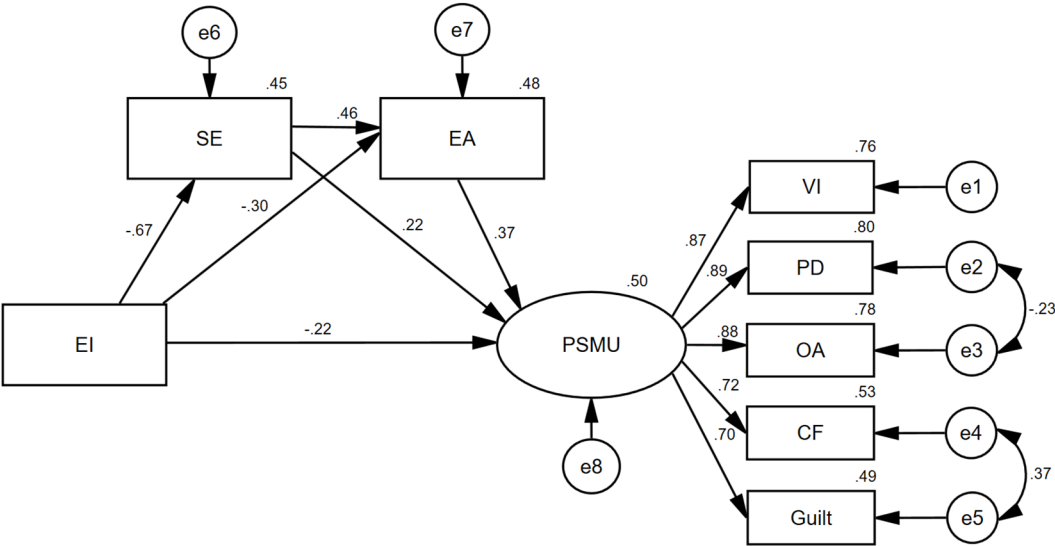 e6
e7
.45
.48
SE
.46
EA
.76
VI
e1
-.67
-.30
.22
.37
.87
.80
PD
e2
.89
.50
-.23
.78
EI
-.22
PSMU
.88
OA
e3
.72
.53
CF
e4
.70
e8
.37
.49
Guilt
e5